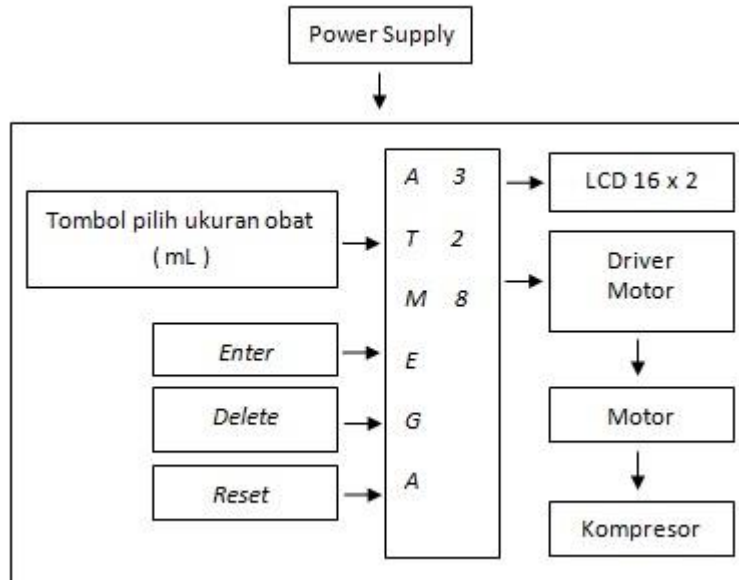 Power Supply
Tombol pilih ukuran obat
( mL )
Enter
Delete
Reset
A 3
T 2
M 8
E
G
A
LCD 16 x 2
Driver
Motor
Motor
Kompresor